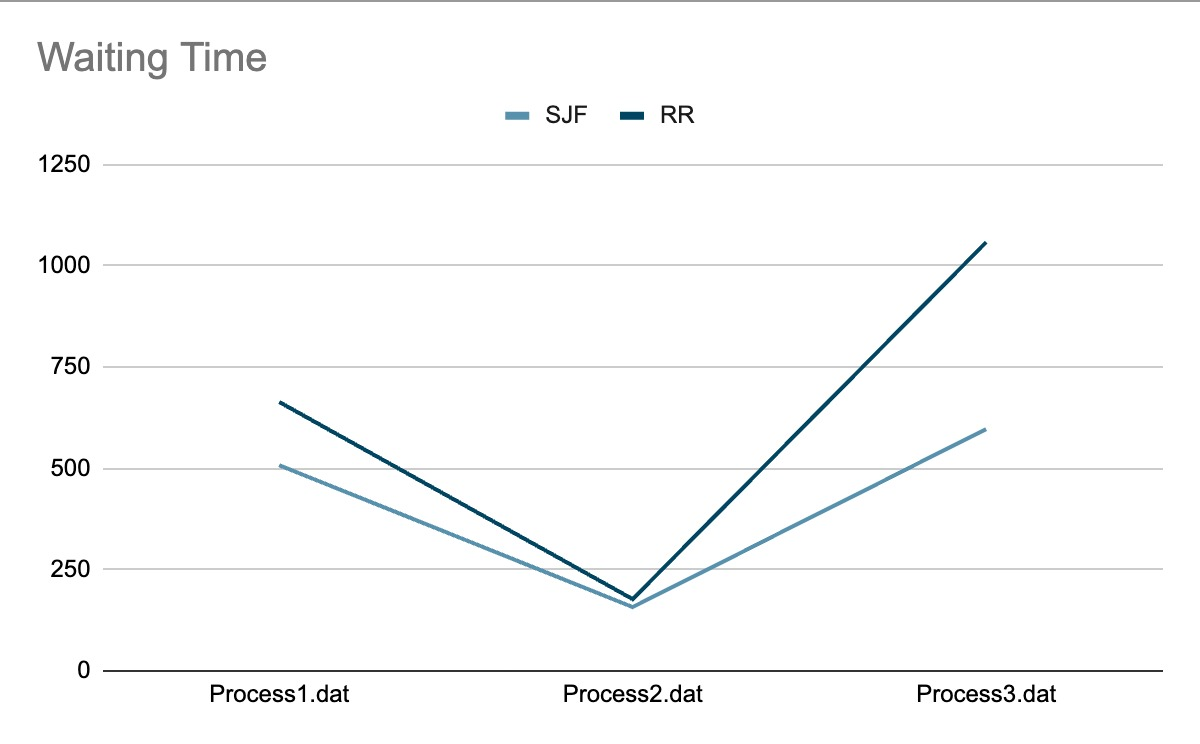 Waiting Time
SJF RR
1250
1000
750
500
250
0
Process1.dat Process2.dat Process3.dat